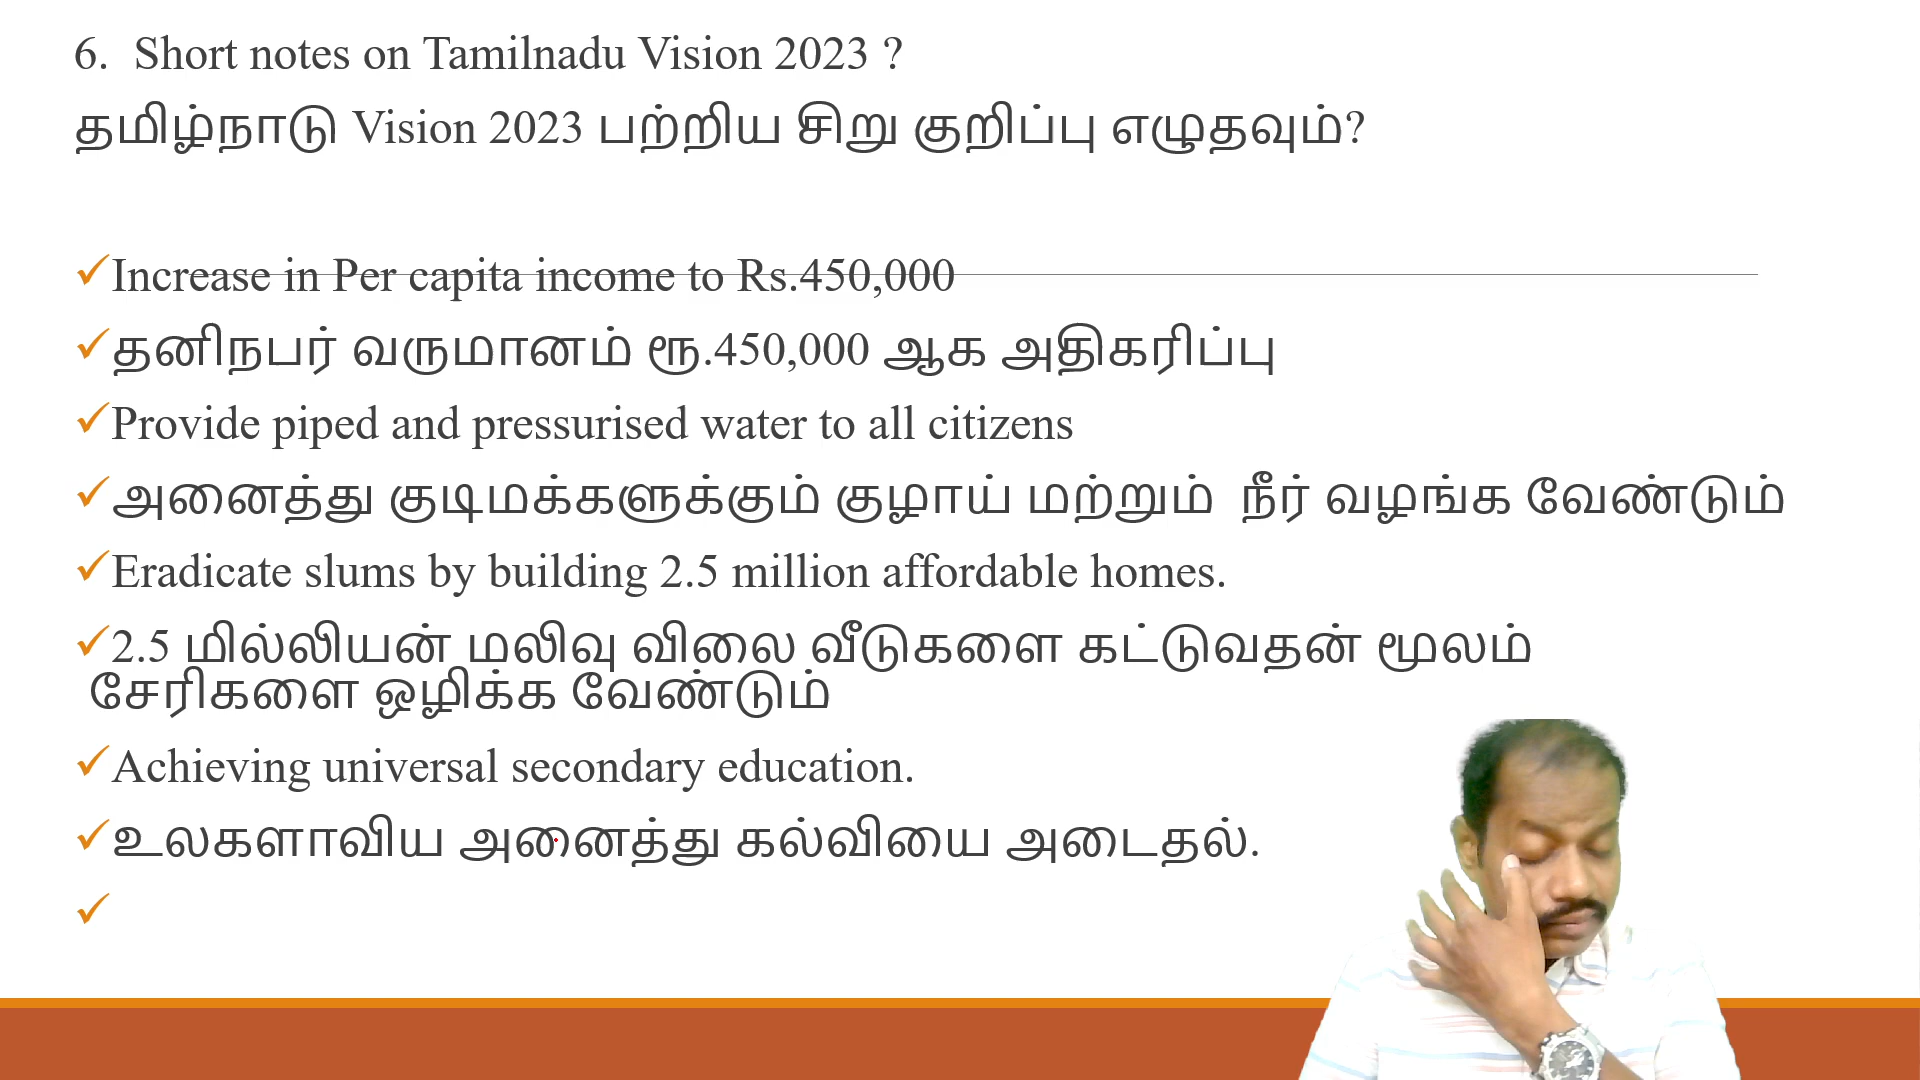 6. Short notes on Tamilnadu Vision 2023 ?
தமிழ்நாடு Vision 2023 பற்றிய சிறு குறிப்பு எழுதவும்?
✓Increase in Per capita income to Rs.450,000
✓தனிநபர் வருமானம் ரூ.450,000 ஆக அதிகரிப்பு
✓Provide piped and pressurised water to all citizens
✓அனைத்து குடிமக்களுக்கும் குழாய் மற்றும் நீர் வழங்க வேண்டும்
✓Eradicate slums by building 2.5 million affordable homes.
✓2.5 மில்லியன் மலிவு விலை வீடுகளை கட்டுவதன் மூலம்
சேரிகளை ஒழிக்க வேண்டும்
✓Achieving universal secondary education.
✓உலகளாவிய அனைத்து கல்வியை அடைதல்.
✓